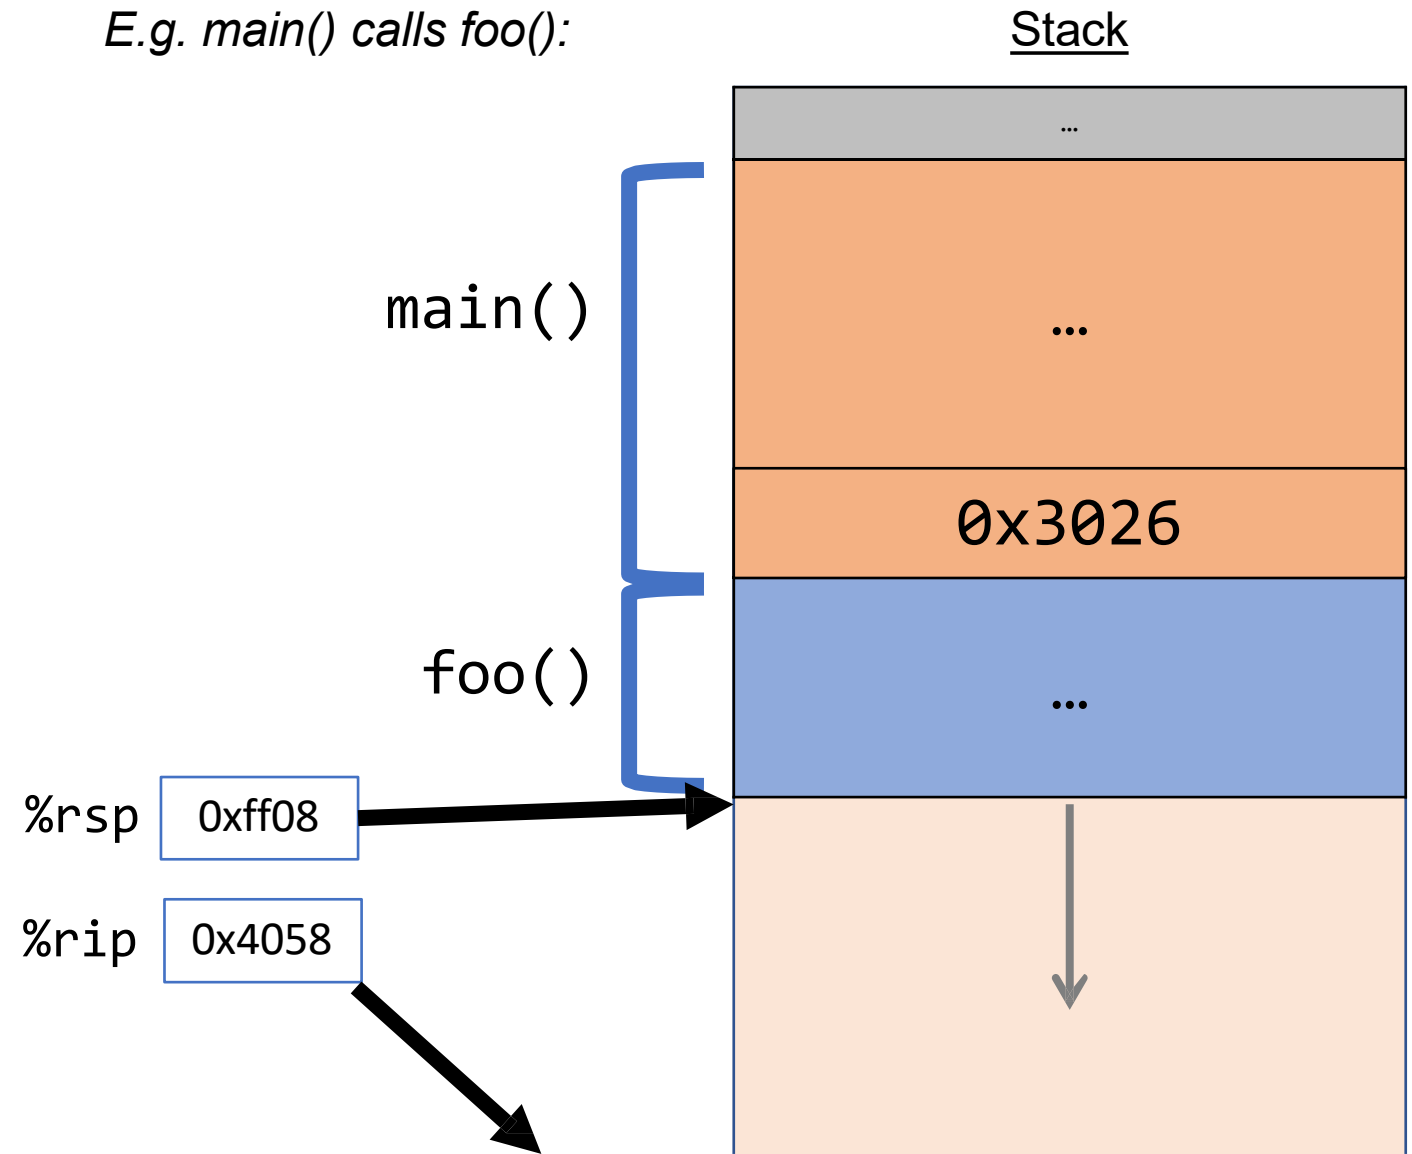 E.g. main() calls foo():
Stack
…
main()
…
0x3026
foo()
…
%rsp 0xff08
%rip 0x4058